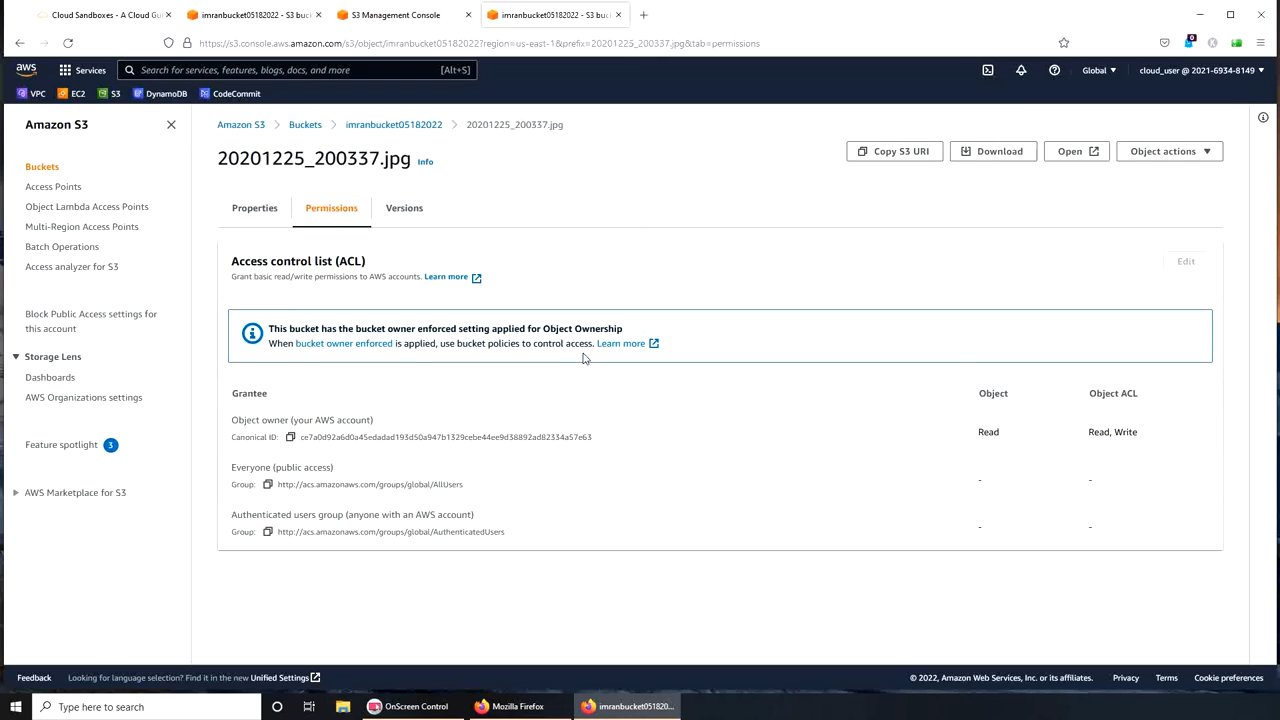 Cloud Sandboxes - A Cloud Gu
imranbucket05182022 - S3 bu
S3 Management Console
imranbucket05182022 - S3 bu
https://s3.console.aws.amazon.com/s3/object/imranbucket05182022?region=us-east-1&prefix=20201225_200337.jpg&tab=permissions
0
aws
Services
Search for services, features, blogs, docs, and more
[Alt+S]
Global
cloud_user @ 2021-6934-8149
VPC
EC2
S3
DynamoDB
CodeCommit
Amazon S3
Buckets
Access Points
Object Lambda Access Points
Multi-Region Access Points
Batch Operations
Access analyzer for S3
Block Public Access settings for
this account
Storage Lens
Dashboards
AWS Organizations settings
Feature spotlight 3
AWS Marketplace for S3
Amazon S3 > Buckets > imranbucket05182022 > 20201225_200337.jpg
20201225_200337.jpg Info
Copy S3 URI
Download
Open
Object actions
Properties
Permissions
Versions
Access control list (ACL)
Grant basic read/write permissions to AWS accounts. Learn more
Edit
This bucket has the bucket owner enforced setting applied for Object Ownership
When bucket owner enforced is applied, use bucket policies to control access. Learn more
Grantee Object Object ACL
Object owner (your AWS account)
Canonical ID: ce7a0d92a6d0a45edadad193d50a947b1329cebe44ee9d38892ad82334a57e63
Read Read, Write
Everyone (public access)
Group: http://acs.amazonaws.com/groups/global/AllUsers
- -
Authenticated users group (anyone with an AWS account)
Group: http://acs.amazonaws.com/groups/global/AuthenticatedUsers
- -
Feedback
Looking for language selection? Find it in the new Unified Settings
© 2022, Amazon Web Services, Inc. or its affiliates.
Privacy
Terms
Cookie preferences
Type here to search
OnScreen Control
Mozilla Firefox
imranbucket051820...